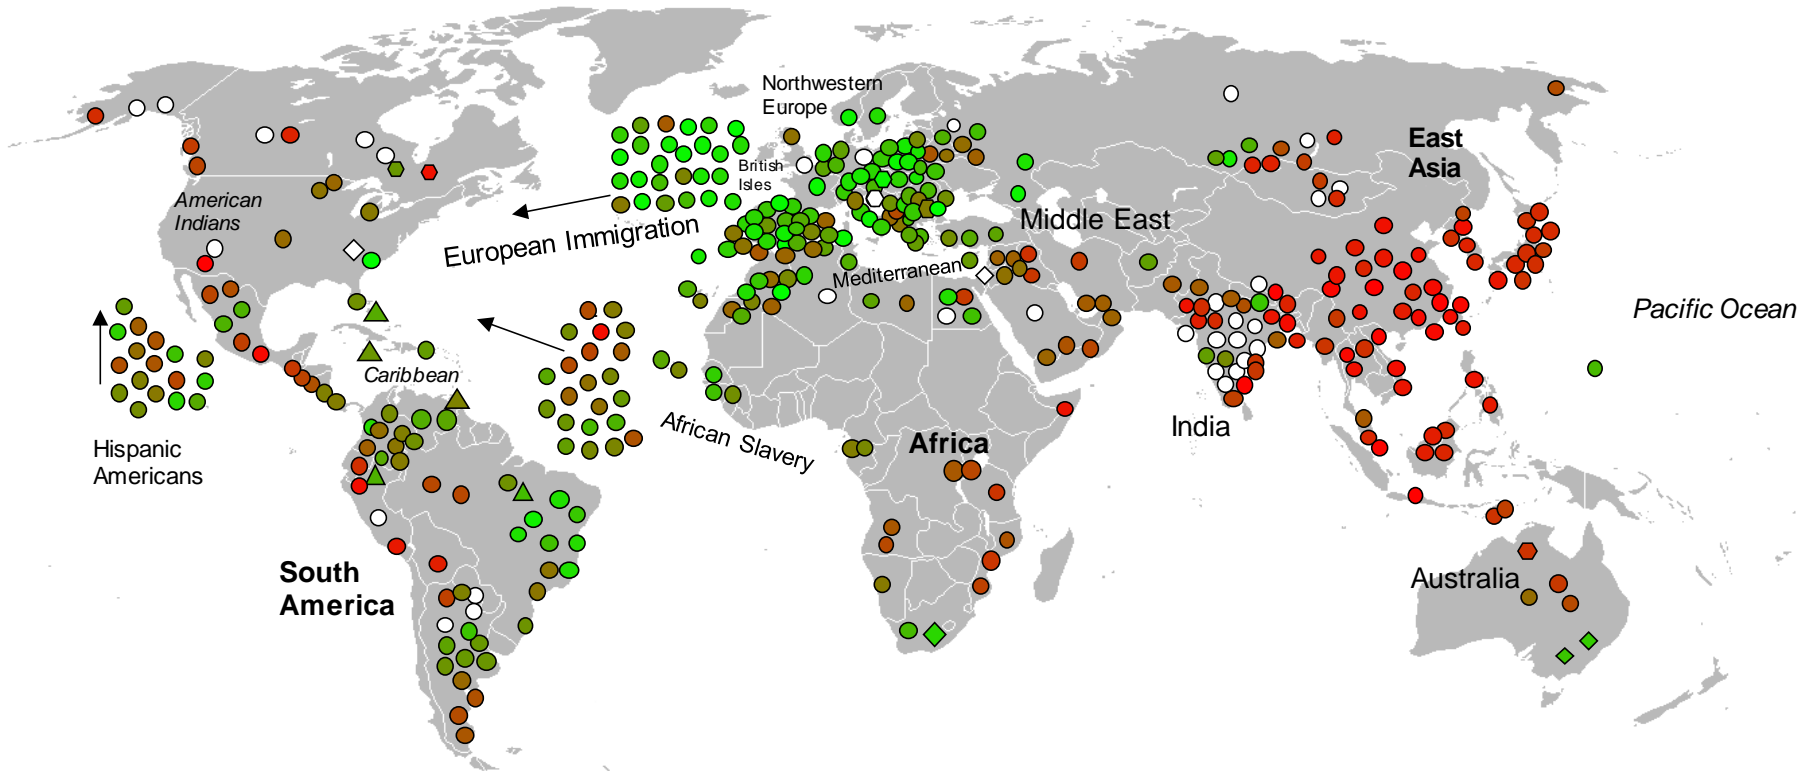 Northwestern
Europe
East
Asia
British
Isles
American
Indians
Middle East
European Immigration
Mediterranean
Pacific Ocean
Caribbean
India
African Slavery
Africa
Hispanic
Americans
South
America
Australia